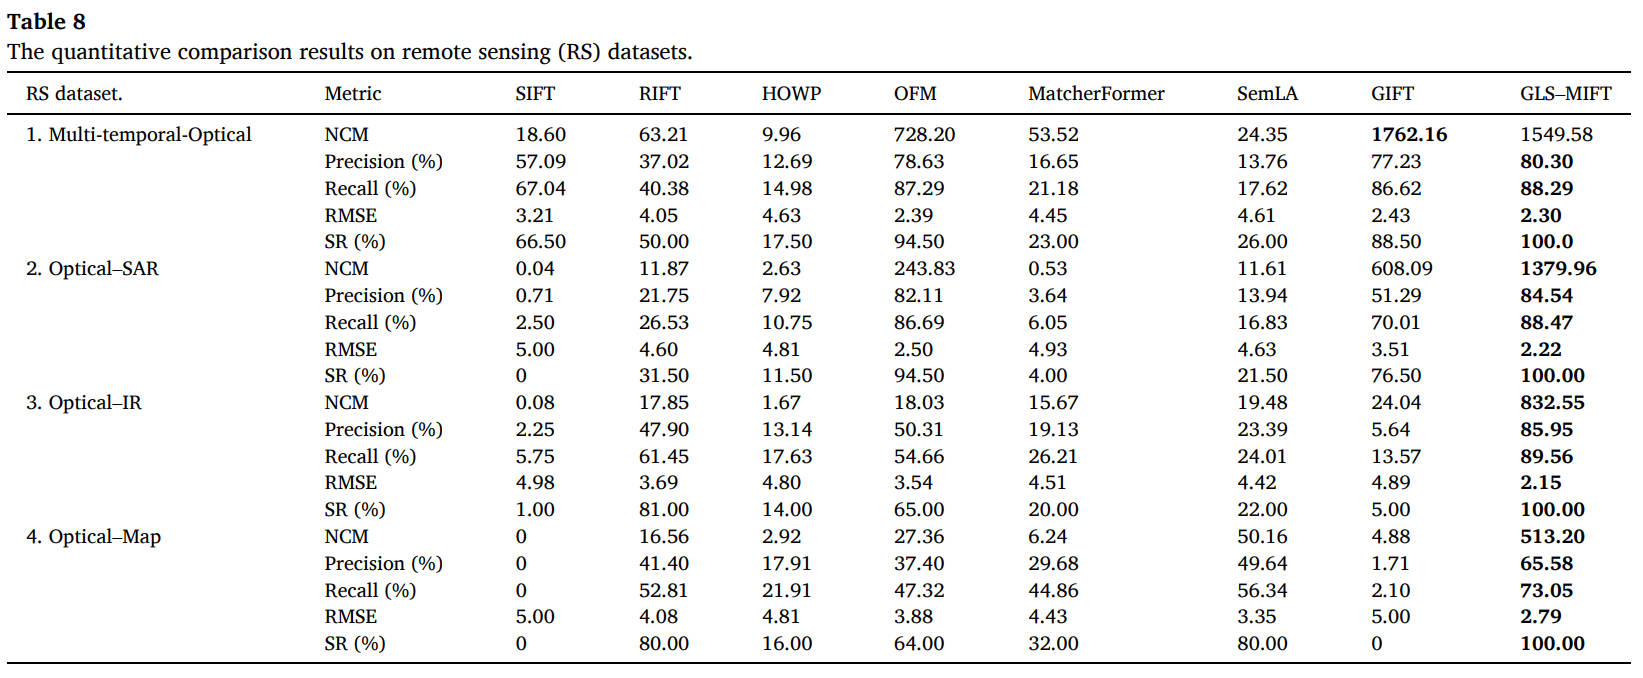 Table 8
The quantitative comparison results on remote sensing (RS) datasets.
RS dataset. Metric SIFT RIFT HOWP OFM MatcherFormer SemLA GIFT GLS–MIFT
1. Multi-temporal-Optical NCM 18.60 63.21 9.96 728.20 53.52 24.35 1762.16 1549.58
Precision (%) 57.09 37.02 12.69 78.63 16.65 13.76 77.23 80.30
Recall (%) 67.04 40.38 14.98 87.29 21.18 17.62 86.62 88.29
RMSE 3.21 4.05 4.63 2.39 4.45 4.61 2.43 2.30
SR (%) 66.50 50.00 17.50 94.50 23.00 26.00 88.50 100.0
2. Optical–SAR NCM 0.04 11.87 2.63 243.83 0.53 11.61 608.09 1379.96
Precision (%) 0.71 21.75 7.92 82.11 3.64 13.94 51.29 84.54
Recall (%) 2.50 26.53 10.75 86.69 6.05 16.83 70.01 88.47
RMSE 5.00 4.60 4.81 2.50 4.93 4.63 3.51 2.22
SR (%) 0 31.50 11.50 94.50 4.00 21.50 76.50 100.00
3. Optical–IR NCM 0.08 17.85 1.67 18.03 15.67 19.48 24.04 832.55
Precision (%) 2.25 47.90 13.14 50.31 19.13 23.39 5.64 85.95
Recall (%) 5.75 61.45 17.63 54.66 26.21 24.01 13.57 89.56
RMSE 4.98 3.69 4.80 3.54 4.51 4.42 4.89 2.15
SR (%) 1.00 81.00 14.00 65.00 20.00 22.00 5.00 100.00
4. Optical–Map NCM 0 16.56 2.92 27.36 6.24 50.16 4.88 513.20
Precision (%) 0 41.40 17.91 37.40 29.68 49.64 1.71 65.58
Recall (%) 0 52.81 21.91 47.32 44.86 56.34 2.10 73.05
RMSE 5.00 4.08 4.81 3.88 4.43 3.35 5.00 2.79
SR (%) 0 80.00 16.00 64.00 32.00 80.00 0 100.00